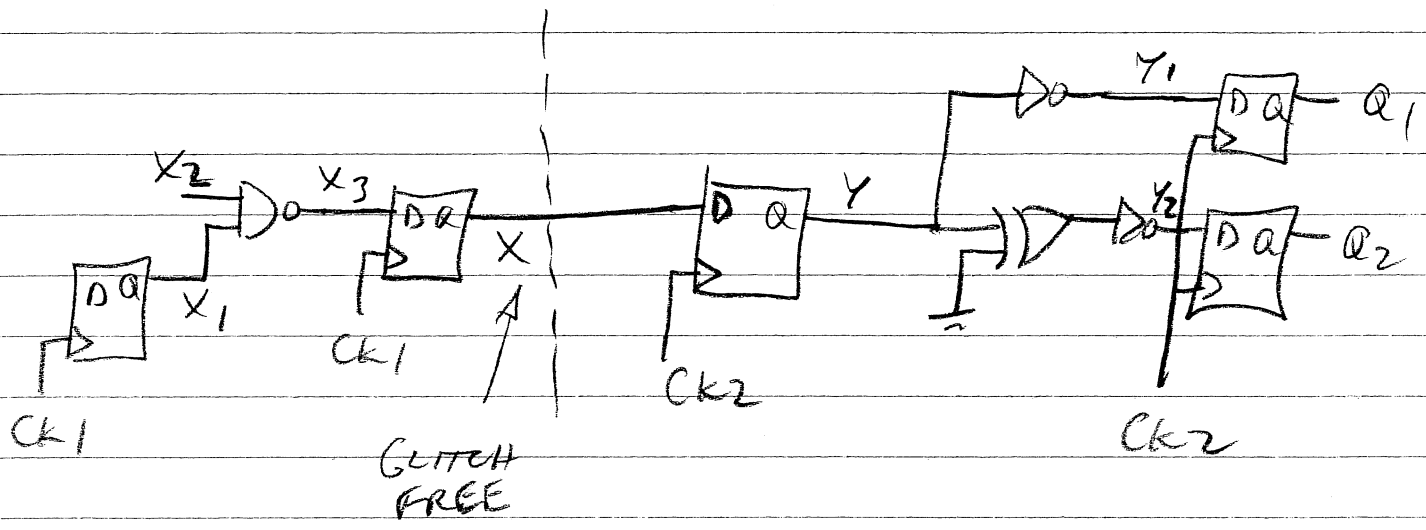 Y1
D Q
Q1
X2
X3
D Q
X
D Q
Y
Y2
D Q
Q2
D Q
X1
CK1
CK1
CK2
CK2
GLITCH
FREE